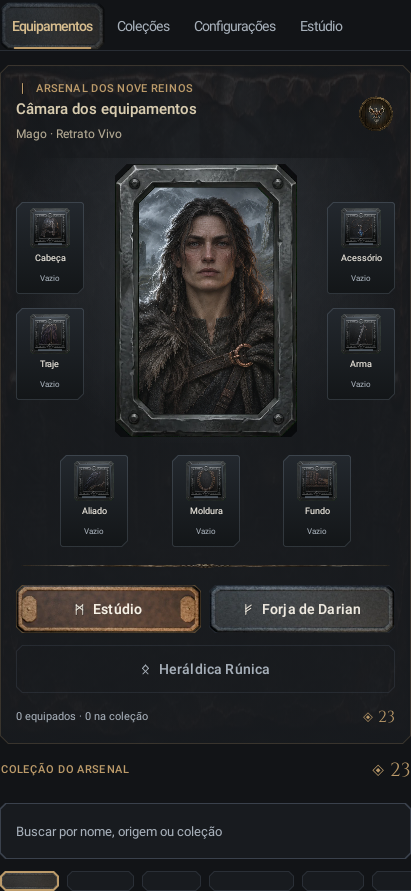 Equipamentos Coleções Configurações Estúdio
ARSENAL DOS NOVE REINOS
Câmara dos equipamentos
Mago · Retrato Vivo
Cabeça
Vazio
Acessório
Vazio
Traje
Vazio
Arma
Vazio
Aliado
Vazio
Moldura
Vazio
Fundo
Vazio
ᛗ Estúdio
ᚠ Forja de Darian
ᛟ Heráldica Rúnica
0 equipados · 0 na coleção
23
COLEÇÃO DO ARSENAL
23
Buscar por nome, origem ou coleção